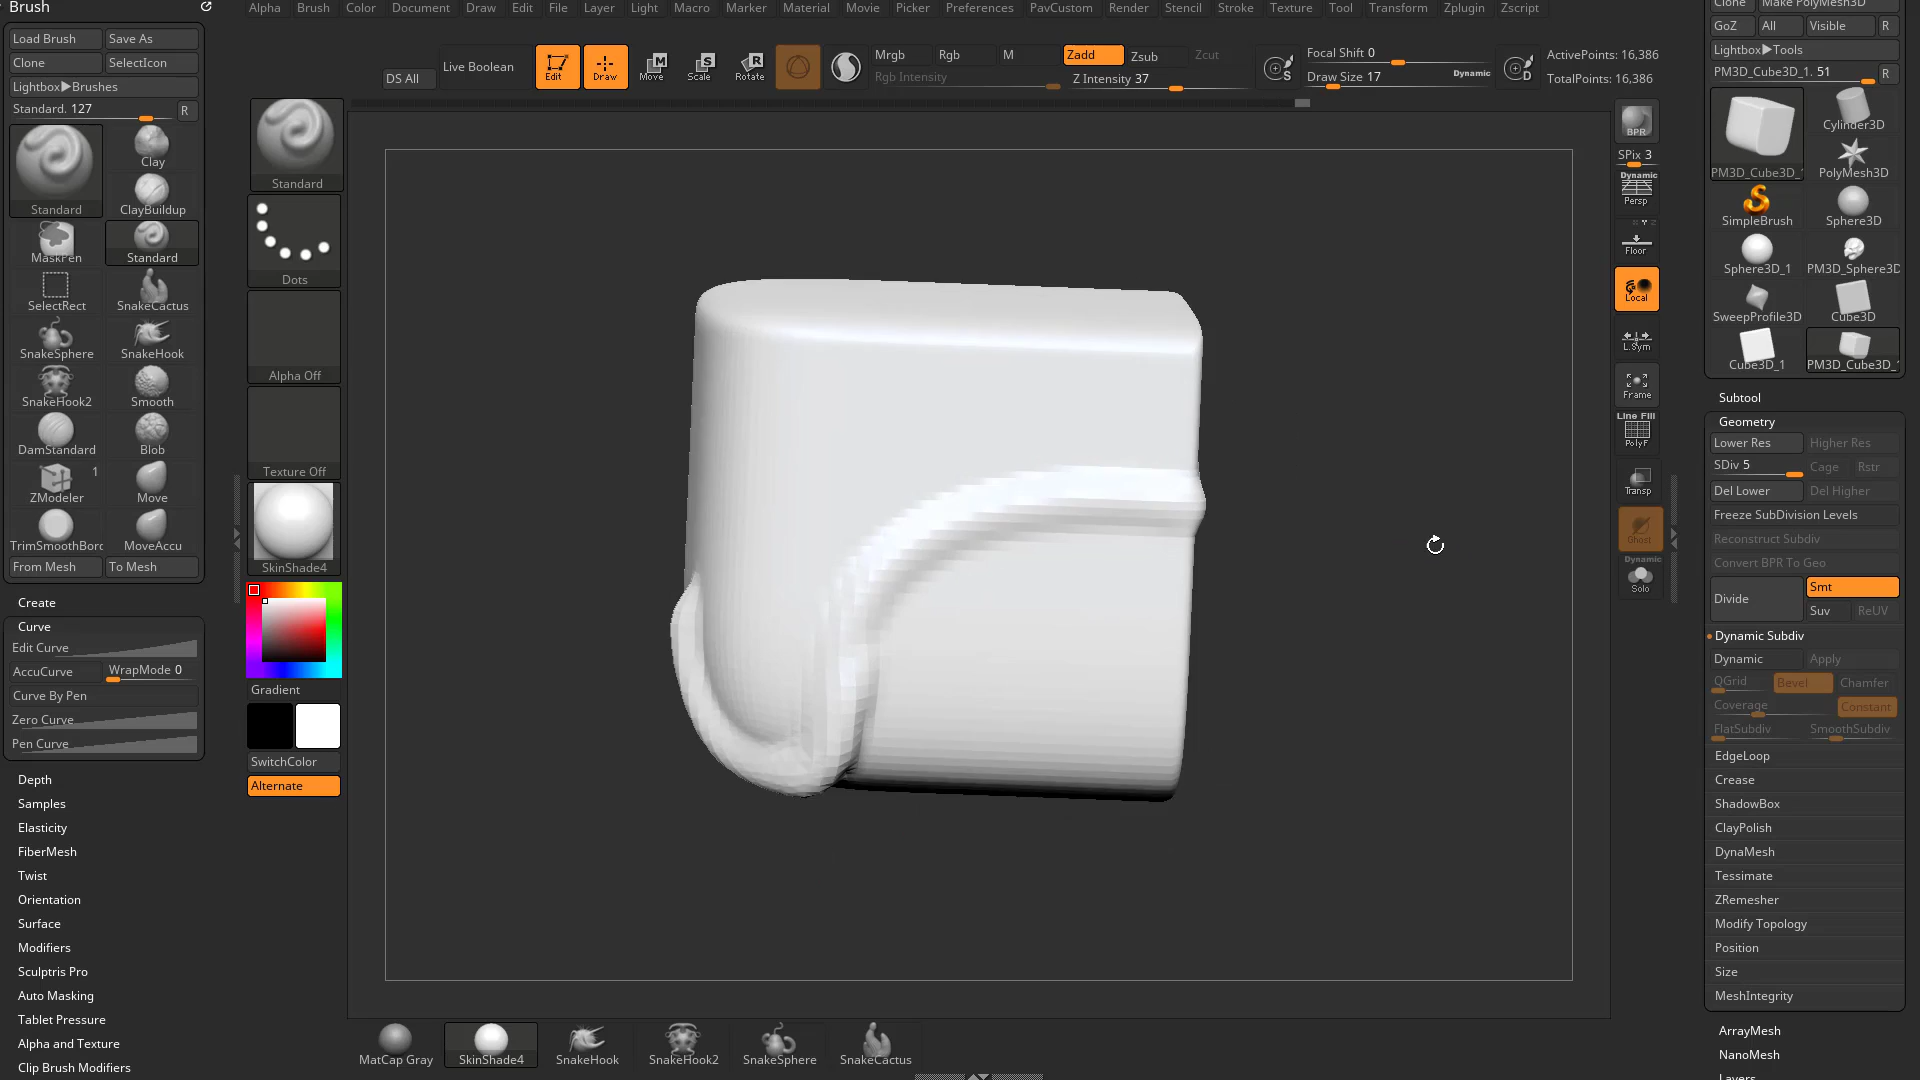 Brush
Load Brush
Save As
Clone
SelectIcon
Lightbox▶Brushes
Standard. 127
R
Standard
Clay
ClayBuildup
MaskPen
Standard
SelectRect
SnakeCactus
SnakeSphere
SnakeHook
SnakeHook2
Smooth
DamStandard
Blob
1
ZModeler
Move
TrimSmoothBord
MoveAccu
From Mesh
To Mesh
Create
Curve
Edit Curve
AccuCurve
WrapMode 0
Curve By Pen
Zero Curve
Pen Curve
Depth
Samples
Elasticity
FiberMesh
Twist
Orientation
Surface
Modifiers
Sculptris Pro
Auto Masking
Tablet Pressure
Alpha and Texture
Clip Brush Modifiers
Alpha Brush Color Document Draw Edit File Layer Light Macro Marker Material Movie Picker Preferences PavCustom Render Stencil Stroke Texture Tool Transform Zplugin Zscript
DS All
Live Boolean
Edit
Draw
Move
Scale
Rotate
Mrgb
Rgb
M
Zadd
Zsub
Zcut
Rgb Intensity
Z Intensity 37
S
Focal Shift 0
Draw Size 17
Dynamic
D
ActivePoints: 16,386
TotalPoints: 16,386
Standard
Dots
Alpha Off
Texture Off
SkinShade4
Gradient
SwitchColor
Alternate
BPR
SPix 3
Dynamic
Persp
Floor
Local
L.Sym
Frame
Line Fill
PolyF
Transp
Ghost
Dynamic
Solo
MatCap Gray
SkinShade4
SnakeHook
SnakeHook2
SnakeSphere
SnakeCactus
Clone
Make PolyMesh3D
GoZ
All
Visible
R
Lightbox▶Tools
PM3D_Cube3D_1. 51
R
PM3D_Cube3D_1
Cylinder3D
PolyMesh3D
SimpleBrush
Sphere3D
Sphere3D_1
PM3D_Sphere3D
SweepProfile3D
Cube3D
Cube3D_1
PM3D_Cube3D_1
Subtool
Geometry
Lower Res
Higher Res
SDiv 5
Cage
Rstr
Del Lower
Del Higher
Freeze SubDivision Levels
Reconstruct Subdiv
Convert BPR To Geo
Divide
Smt
Suv
ReUV
Dynamic Subdiv
Dynamic
Apply
QGrid
Bevel
Chamfer
Coverage
Constant
FlatSubdiv
SmoothSubdiv
EdgeLoop
Crease
ShadowBox
ClayPolish
DynaMesh
Tessimate
ZRemesher
Modify Topology
Position
Size
MeshIntegrity
ArrayMesh
NanoMesh
Layers